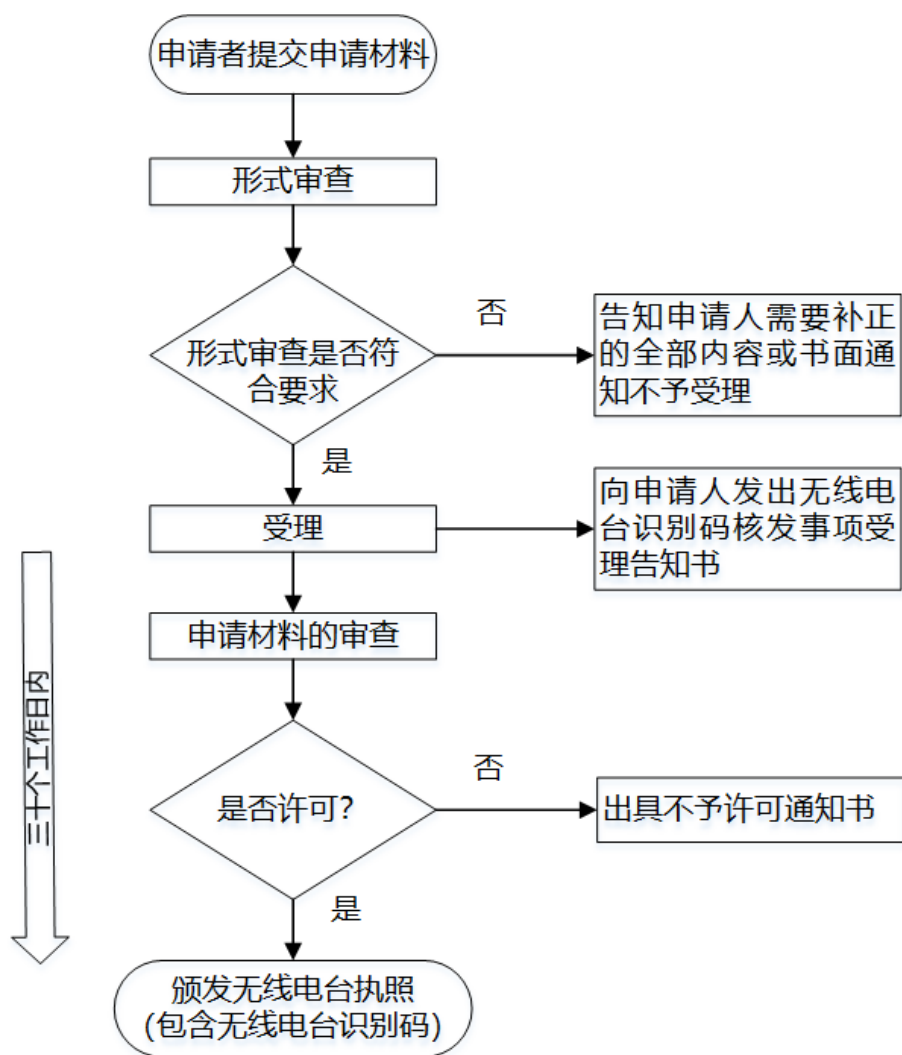 申请者提交申请材料
形式审查
形式审查是否符
合要求
否
告知申请人需要补正
的全部内容或书面通
知不予受理
是
受理
向申请人发出无线电
台识别码核发事项受
理告知书
申请材料的审查
三十个工作日内
是否许可?
否
出具不予许可通知书
是
颁发无线电台执照
(包含无线电台识别码)